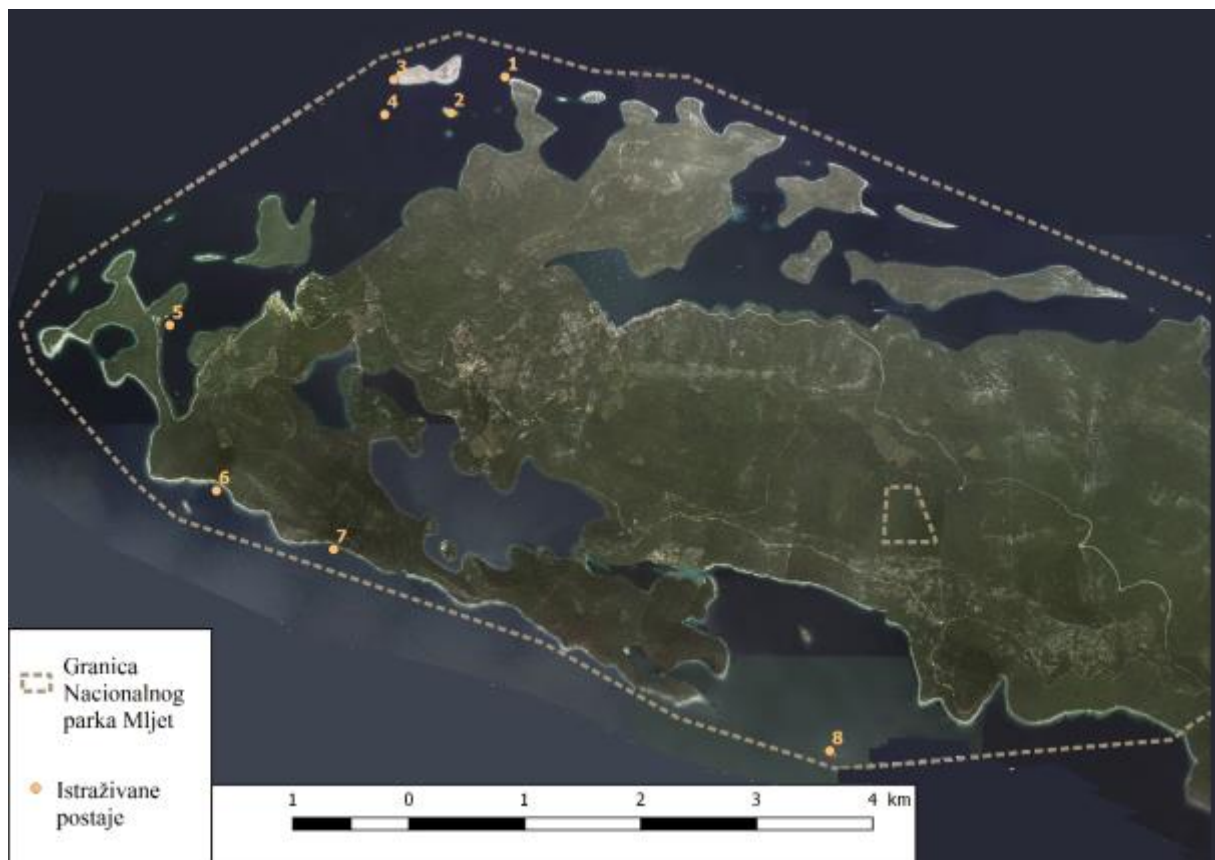 3
1
4
2
5
6
7
8
Granica
Nacionalnog
parka Mljet
Istraživane
postaje
1 0 1 2 3 4 km